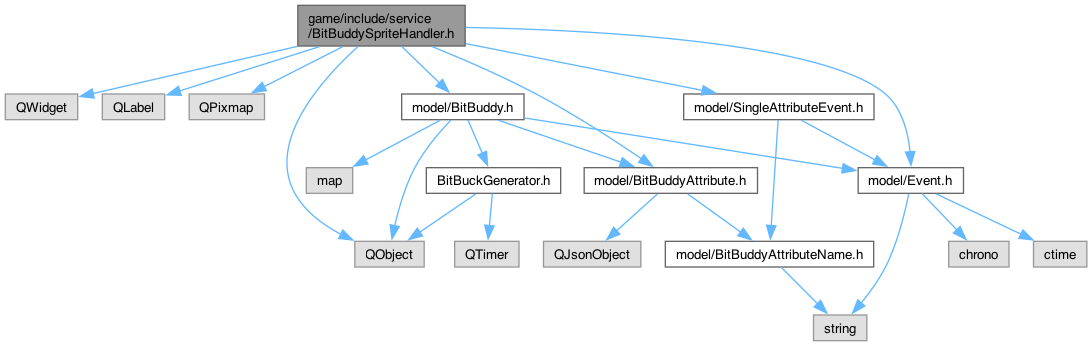 game/include/service
/BitBuddySpriteHandler.h
QWidget
QLabel
QPixmap
model/BitBuddy.h
model/SingleAttributeEvent.h
map
BitBuckGenerator.h
model/BitBuddyAttribute.h
model/Event.h
QObject
QTimer
QJsonObject
model/BitBuddyAttributeName.h
chrono
ctime
string